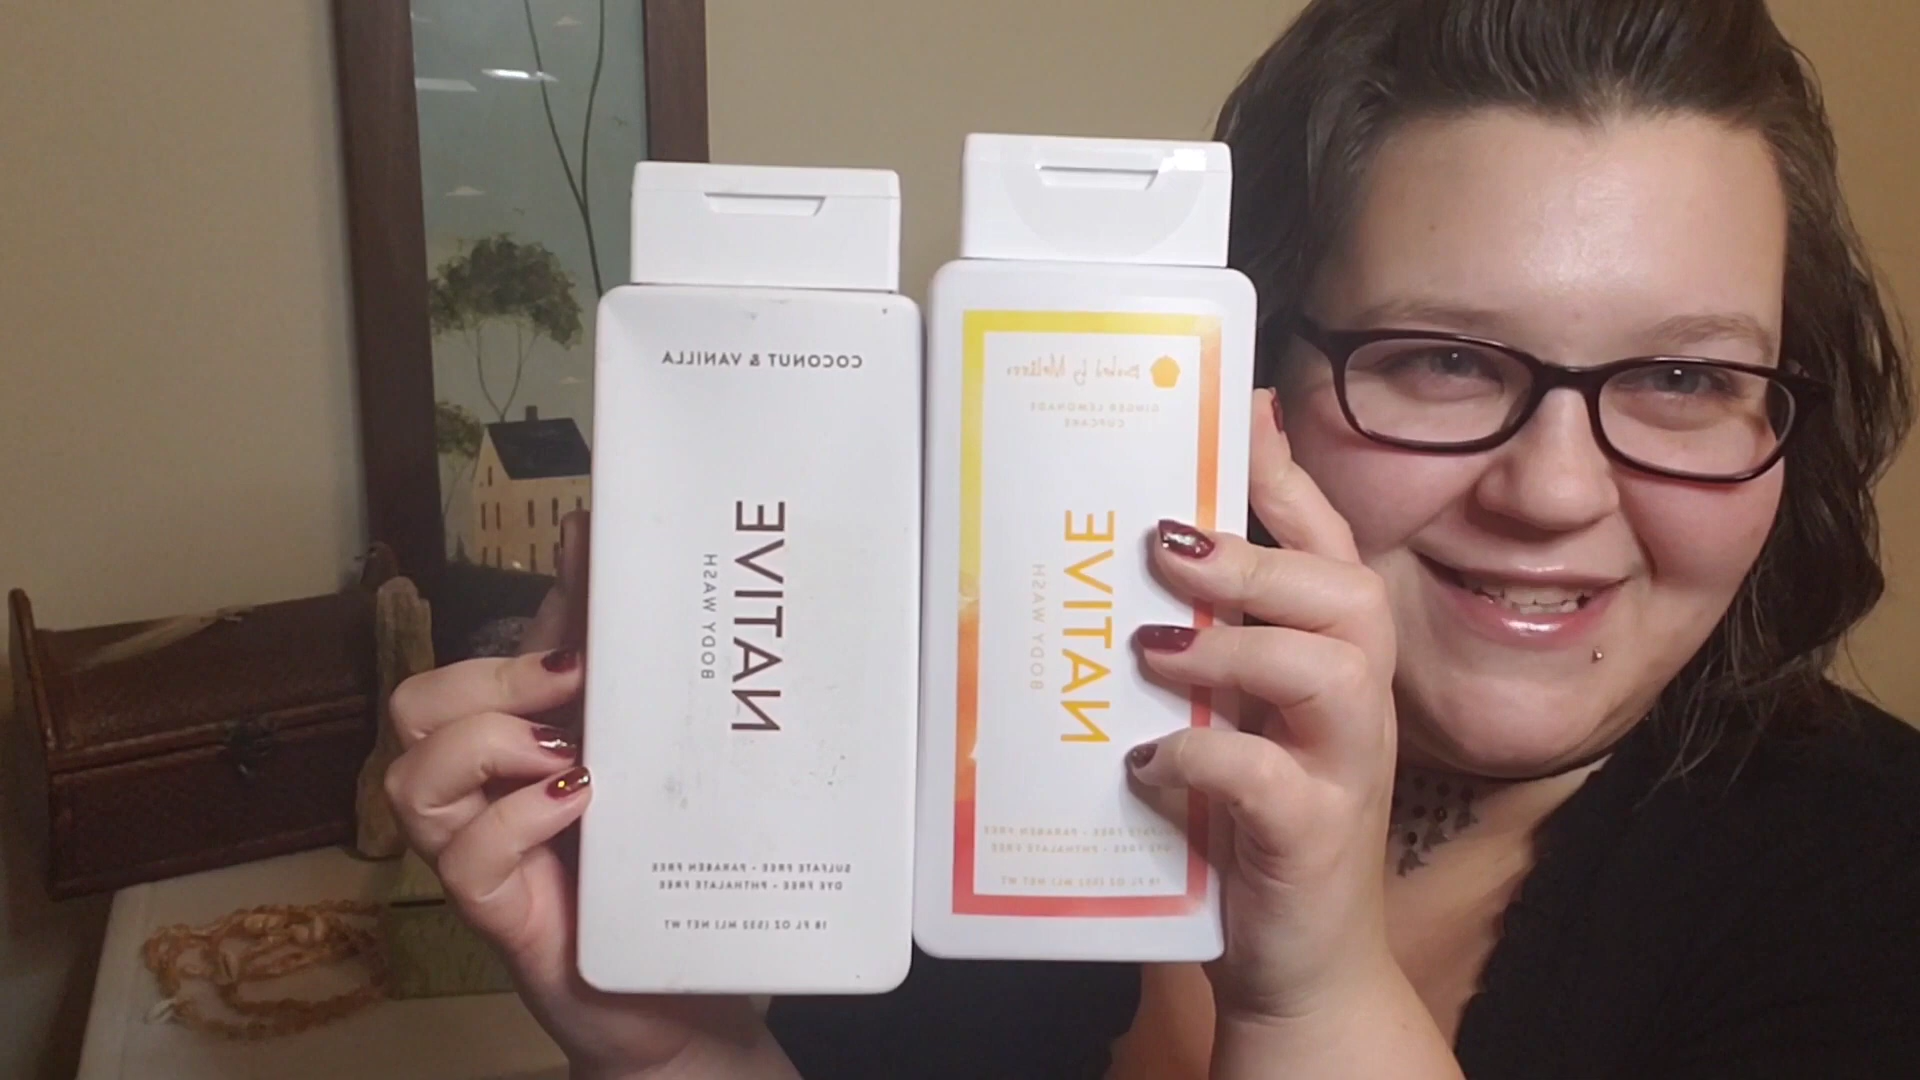 COCONUT & VANILLA
NATIVE
BODY WASH
SULFATE FREE • PARABEN FREE
DYE FREE • PHTHALATE FREE
18 FL OZ (532 ML) NET WT
Baked by Melissa
GINGER LEMONADE
CUPCAKE
NATIVE
BODY WASH
SULFATE FREE • PARABEN FREE
DYE FREE • PHTHALATE FREE
18 FL OZ (532 ML) NET WT